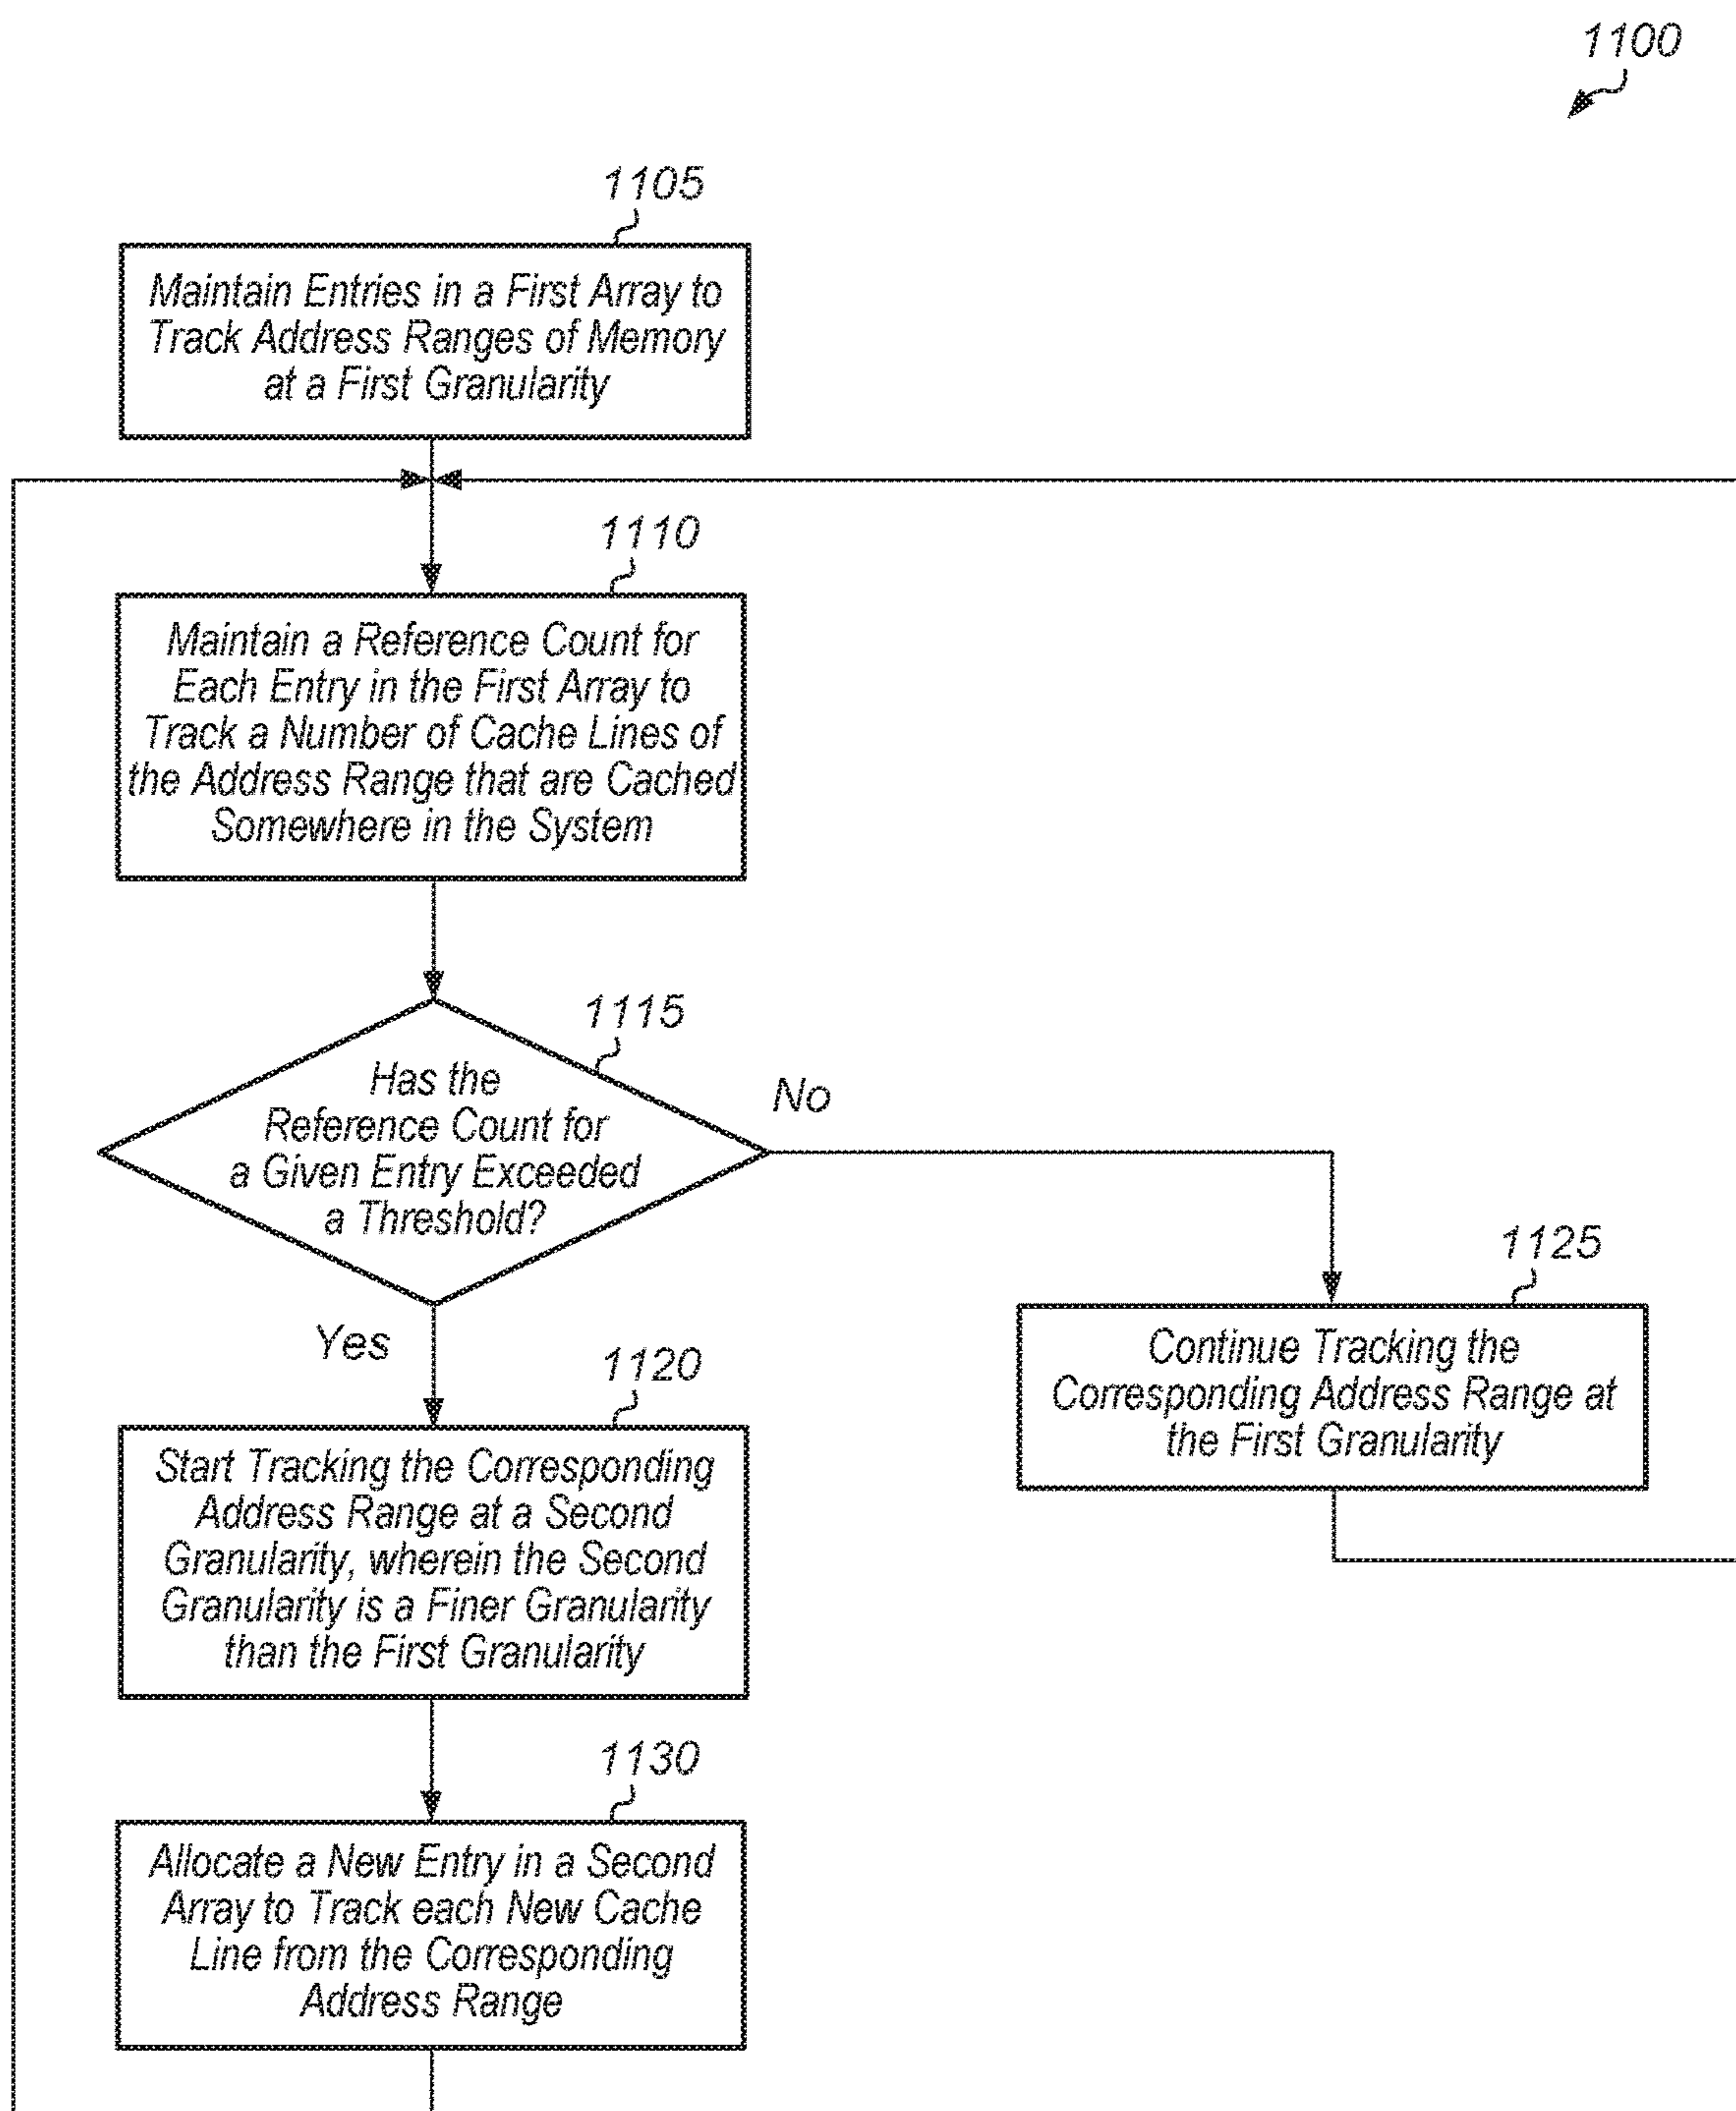 1100
1105
Maintain Entries in a First Array to
Track Address Ranges of Memory
at a First Granularity
1110
Maintain a Reference Count for
Each Entry in the First Array to
Track a Number of Cache Lines of
the Address Range that are Cached
Somewhere in the System
1115
Has the
Reference Count for
a Given Entry Exceeded
a Threshold?
No
Yes
1125
Continue Tracking the
Corresponding Address Range at
the First Granularity
1120
Start Tracking the Corresponding
Address Range at a Second
Granularity, wherein the Second
Granularity is a Finer Granularity
than the First Granularity
1130
Allocate a New Entry in a Second
Array to Track each New Cache
Line from the Corresponding
Address Range